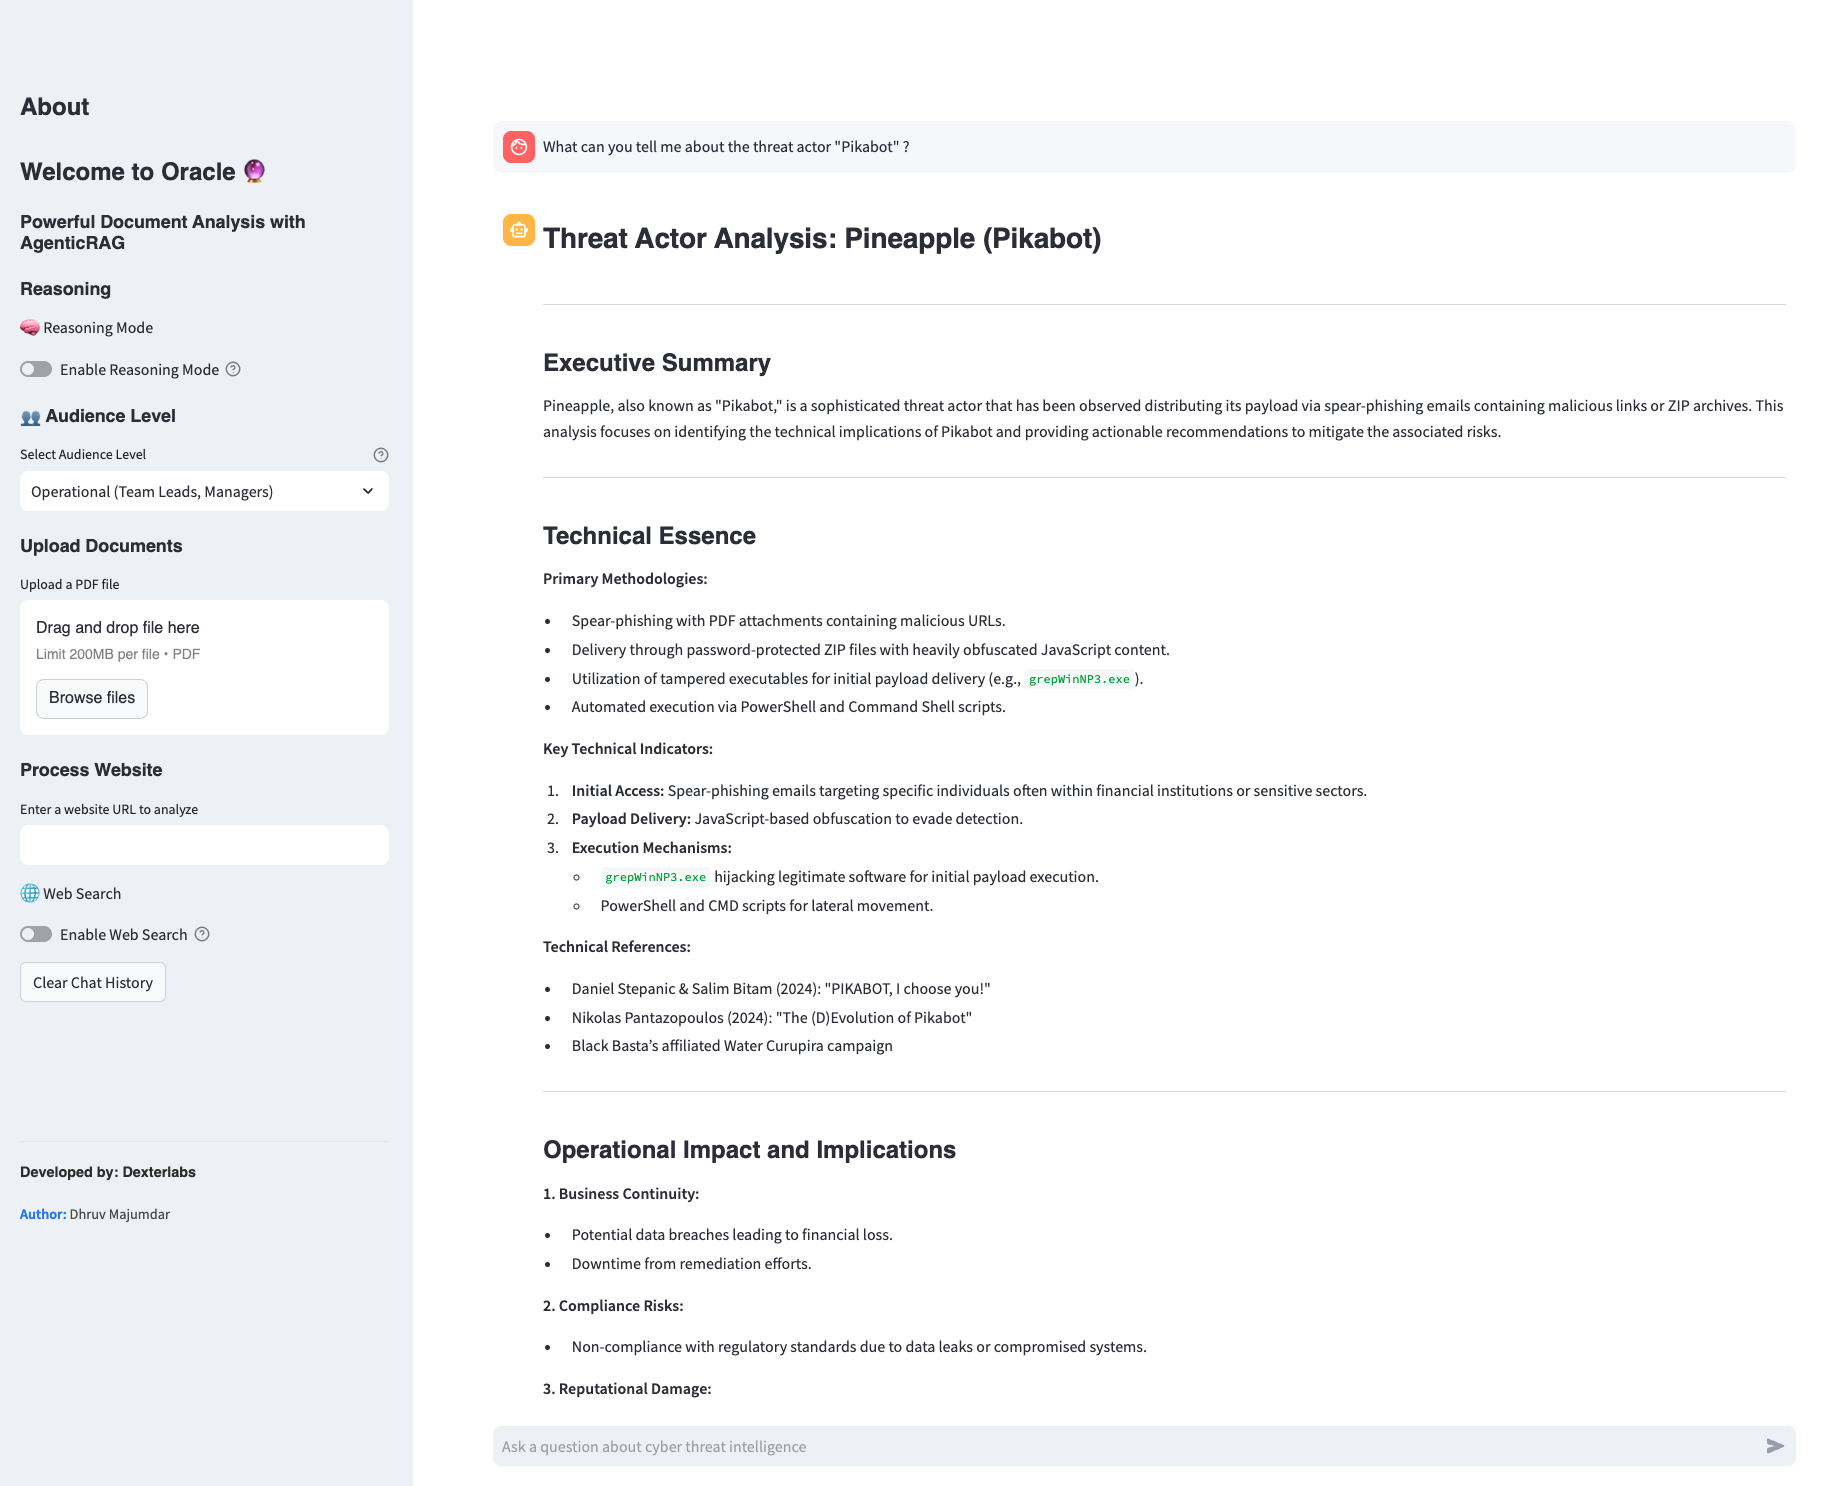 About
Welcome to Oracle 🔮
Powerful Document Analysis with
AgenticRAG
Reasoning
🧠 Reasoning Mode
Enable Reasoning Mode
👥 Audience Level
Select Audience Level
Operational (Team Leads, Managers)
Upload Documents
Upload a PDF file
Drag and drop file here
Limit 200MB per file • PDF
Browse files
Process Website
Enter a website URL to analyze
🌐 Web Search
Enable Web Search
Clear Chat History
Developed by: Dexterlabs
Author: Dhruv Majumdar
What can you tell me about the threat actor "Pikabot" ?
Threat Actor Analysis: Pineapple (Pikabot)
Executive Summary
Pineapple, also known as "Pikabot," is a sophisticated threat actor that has been observed distributing its payload via spear-phishing emails containing malicious links or ZIP archives. This
analysis focuses on identifying the technical implications of Pikabot and providing actionable recommendations to mitigate the associated risks.
Technical Essence
Primary Methodologies:
• Spear-phishing with PDF attachments containing malicious URLs.
• Delivery through password-protected ZIP files with heavily obfuscated JavaScript content.
• Utilization of tampered executables for initial payload delivery (e.g., grepWinNP3.exe ).
• Automated execution via PowerShell and Command Shell scripts.
Key Technical Indicators:
1. Initial Access: Spear-phishing emails targeting specific individuals often within financial institutions or sensitive sectors.
2. Payload Delivery: JavaScript-based obfuscation to evade detection.
3. Execution Mechanisms:
○ grepWinNP3.exe hijacking legitimate software for initial payload execution.
○ PowerShell and CMD scripts for lateral movement.
Technical References:
• Daniel Stepanic & Salim Bitam (2024): "PIKABOT, I choose you!"
• Nikolas Pantazopoulos (2024): "The (D)Evolution of Pikabot"
• Black Basta’s affiliated Water Curupira campaign
Operational Impact and Implications
1. Business Continuity:
• Potential data breaches leading to financial loss.
• Downtime from remediation efforts.
2. Compliance Risks:
• Non-compliance with regulatory standards due to data leaks or compromised systems.
3. Reputational Damage:
Ask a question about cyber threat intelligence